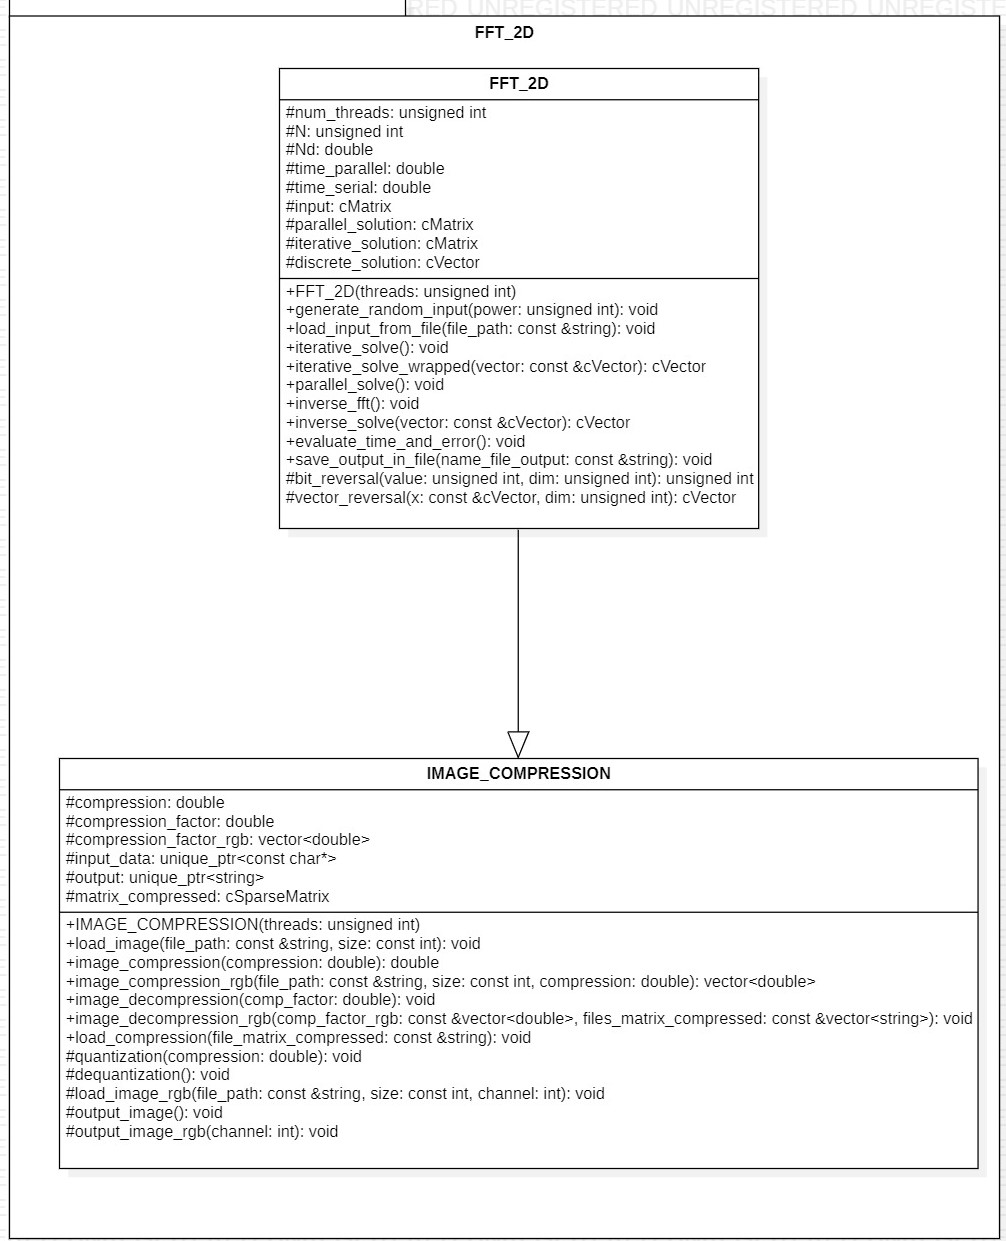 RED UNREGISTERED UNREGISTERED UNREGISTE
FFT_2D
FFT_2D
#num_threads: unsigned int
#N: unsigned int
#Nd: double
#time_parallel: double
#time_serial: double
#input: cMatrix
#parallel_solution: cMatrix
#iterative_solution: cMatrix
#discrete_solution: cVector
+FFT_2D(threads: unsigned int)
+generate_random_input(power: unsigned int): void
+load_input_from_file(file_path: const &string): void
+iterative_solve(): void
+iterative_solve_wrapped(vector: const &cVector): cVector
+parallel_solve(): void
+inverse_fft(): void
+inverse_solve(vector: const &cVector): cVector
+evaluate_time_and_error(): void
+save_output_in_file(name_file_output: const &string): void
#bit_reversal(value: unsigned int, dim: unsigned int): unsigned int
#vector_reversal(x: const &cVector, dim: unsigned int): cVector
IMAGE_COMPRESSION
#compression: double
#compression_factor: double
#compression_factor_rgb: vector<double>
#input_data: unique_ptr<const char*>
#output: unique_ptr<string>
#matrix_compressed: cSparseMatrix
+IMAGE_COMPRESSION(threads: unsigned int)
+load_image(file_path: const &string, size: const int): void
+image_compression(compression: double): double
+image_compression_rgb(file_path: const &string, size: const int, compression: double): vector<double>
+image_decompression(comp_factor: double): void
+image_decompression_rgb(comp_factor_rgb: const &vector<double>, files_matrix_compressed: const &vector<string>): void
+load_compression(file_matrix_compressed: const &string): void
#quantization(compression: double): void
#dequantization(): void
#load_image_rgb(file_path: const &string, size: const int, channel: int): void
#output_image(): void
#output_image_rgb(channel: int): void